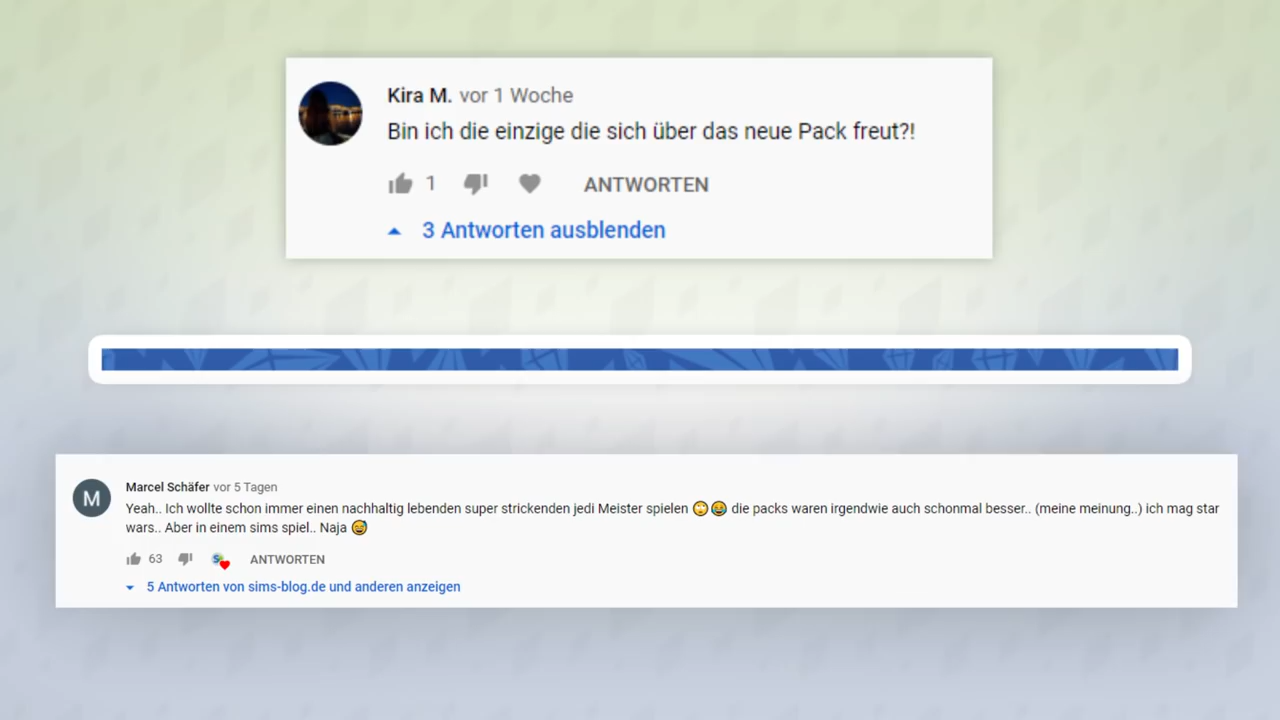 Kira M. vor 1 Woche
Bin ich die einzige die sich über das neue Pack freut?!
1 ANTWORTEN
3 Antworten ausblenden
M
Marcel Schäfer vor 5 Tagen
Yeah.. Ich wollte schon immer einen nachhaltig lebenden super strickenden jedi Meister spielen 🙄😂 die packs waren irgendwie auch schonmal besser.. (meine meinung..) ich mag star
wars.. Aber in einem sims spiel.. Naja 😅
63 ANTWORTEN
5 Antworten von sims-blog.de und anderen anzeigen